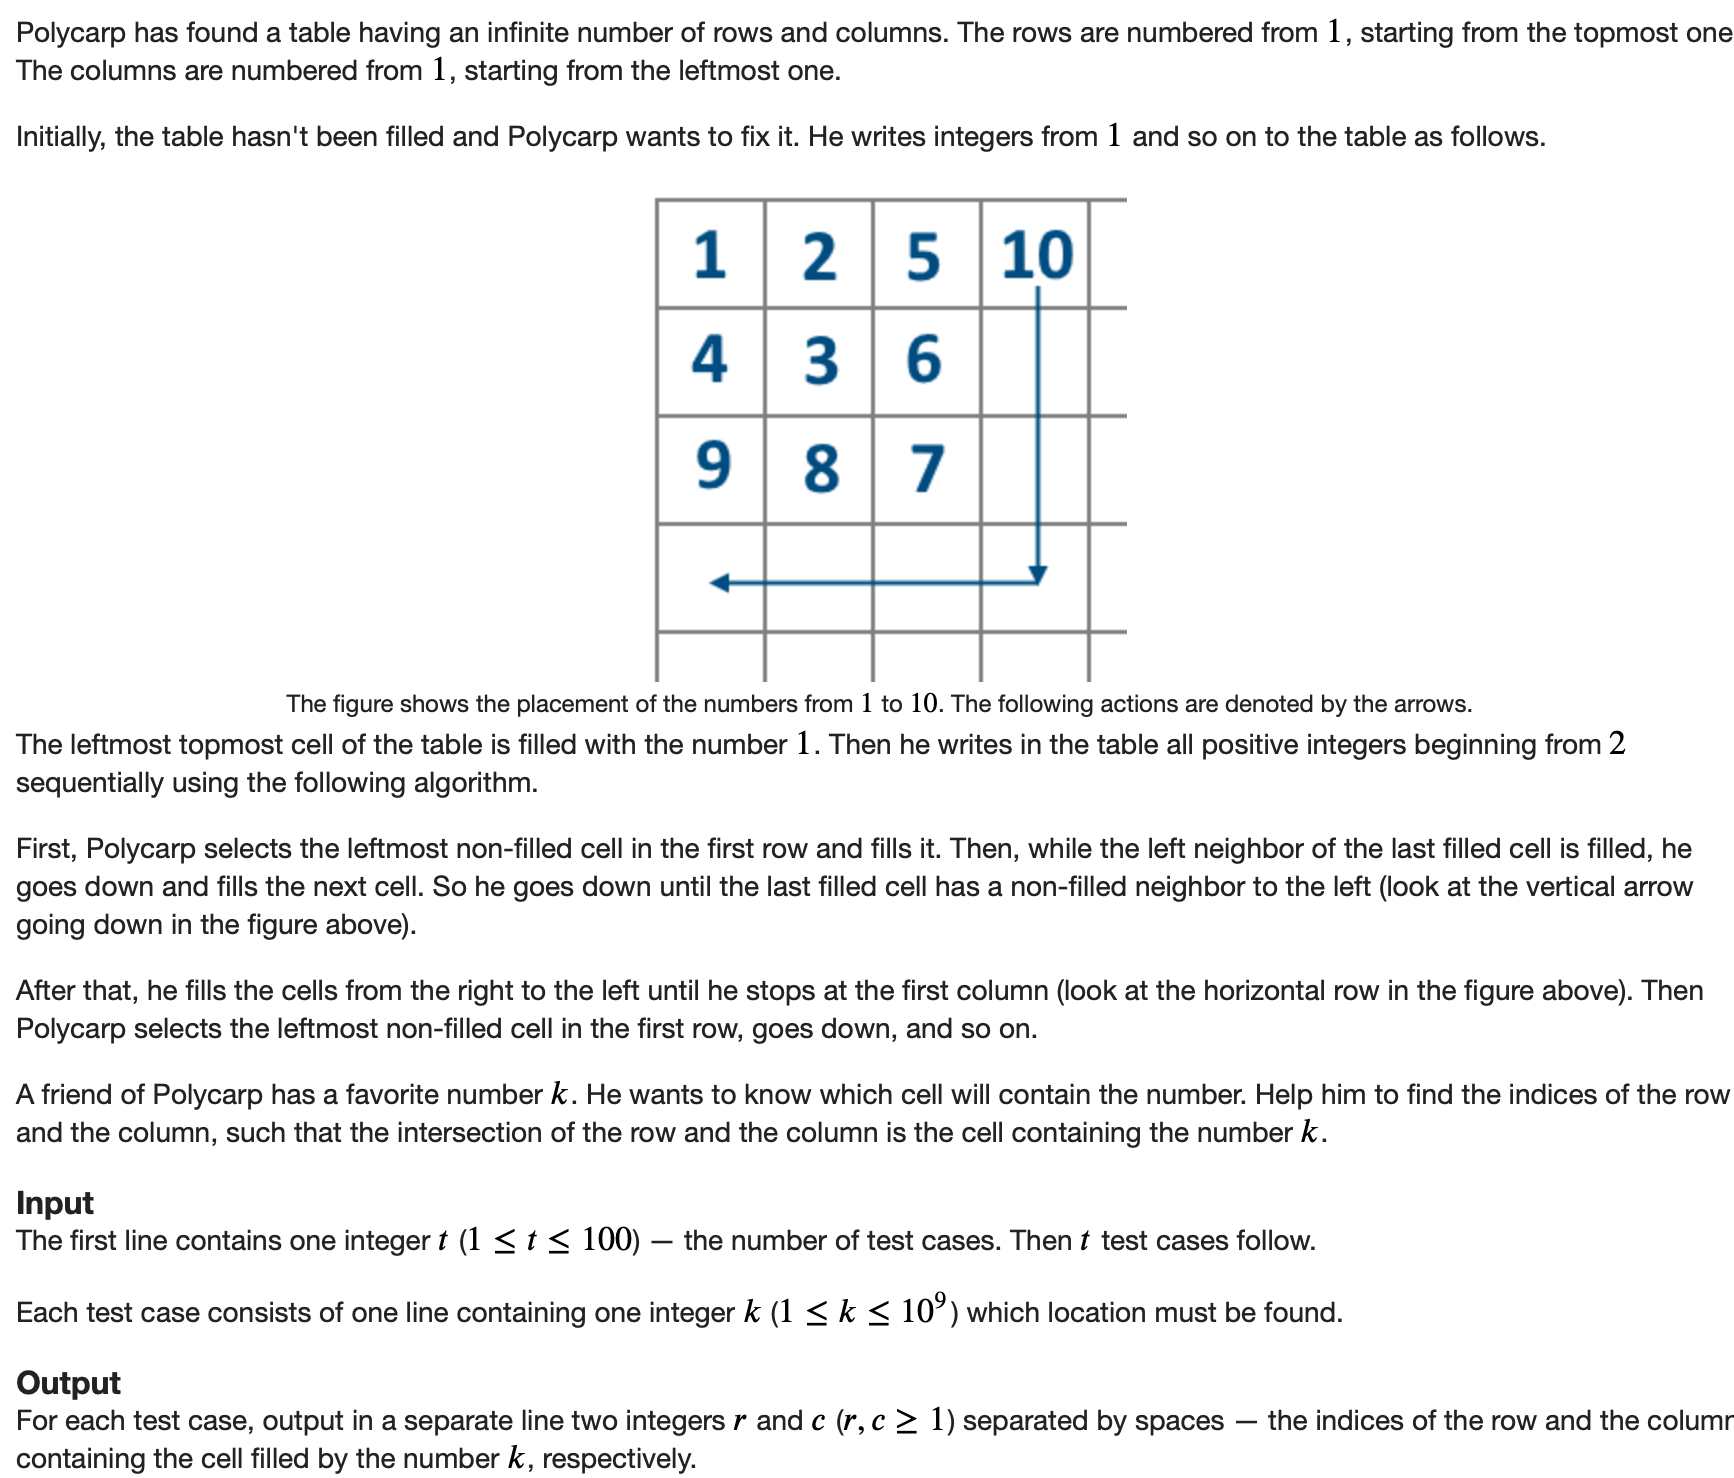 Polycarp has found a table having an infinite number of rows and columns. The rows are numbered from 1, starting from the topmost one
The columns are numbered from 1, starting from the leftmost one.
Initially, the table hasn't been filled and Polycarp wants to fix it. He writes integers from 1 and so on to the table as follows.
1 2 5 10
4 3 6
9 8 7
The figure shows the placement of the numbers from 1 to 10. The following actions are denoted by the arrows.
The leftmost topmost cell of the table is filled with the number 1. Then he writes in the table all positive integers beginning from 2
sequentially using the following algorithm.
First, Polycarp selects the leftmost non-filled cell in the first row and fills it. Then, while the left neighbor of the last filled cell is filled, he
goes down and fills the next cell. So he goes down until the last filled cell has a non-filled neighbor to the left (look at the vertical arrow
going down in the figure above).
After that, he fills the cells from the right to the left until he stops at the first column (look at the horizontal row in the figure above). Then
Polycarp selects the leftmost non-filled cell in the first row, goes down, and so on.
A friend of Polycarp has a favorite number k. He wants to know which cell will contain the number. Help him to find the indices of the row
and the column, such that the intersection of the row and the column is the cell containing the number k.
Input
The first line contains one integer t (1 ≤ t ≤ 100) — the number of test cases. Then t test cases follow.
Each test case consists of one line containing one integer k (1 ≤ k ≤ 10⁹) which location must be found.
Output
For each test case, output in a separate line two integers r and c (r, c ≥ 1) separated by spaces — the indices of the row and the column
containing the cell filled by the number k, respectively.